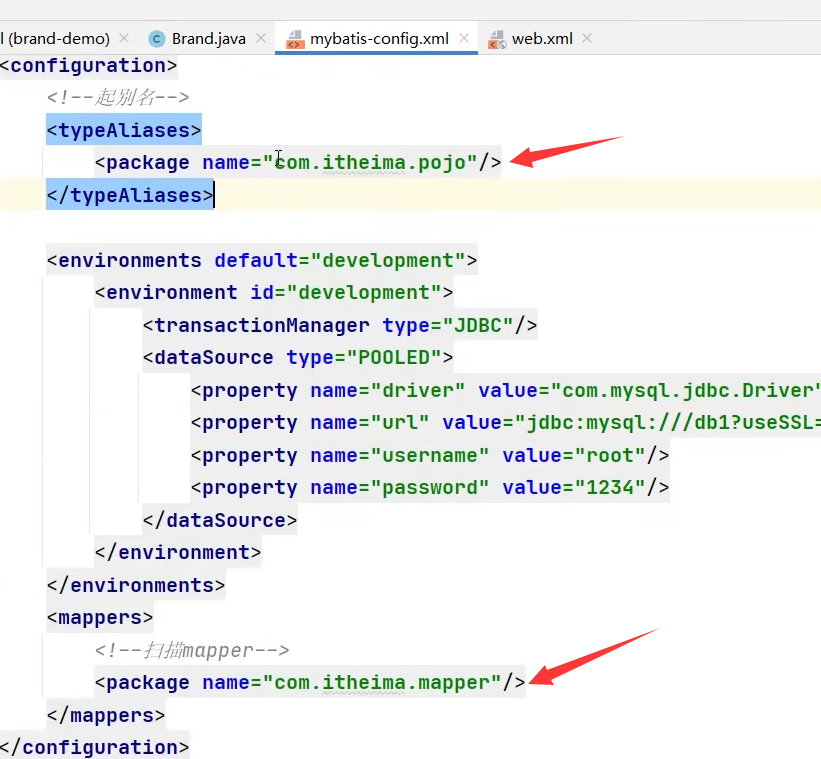 l (brand-demo) × Brand.java × mybatis-config.xml × web.xml ×
<configuration>
<!--起别名-->
<typeAliases>
<package name="com.itheima.pojo"/>
</typeAliases>
<environments default="development">
<environment id="development">
<transactionManager type="JDBC"/>
<dataSource type="POOLED">
<property name="driver" value="com.mysql.jdbc.Driver"
<property name="url" value="jdbc:mysql:///db1?useSSL=
<property name="username" value="root"/>
<property name="password" value="1234"/>
</dataSource>
</environment>
</environments>
<mappers>
<!--扫描mapper-->
<package name="com.itheima.mapper"/>
</mappers>
</configuration>